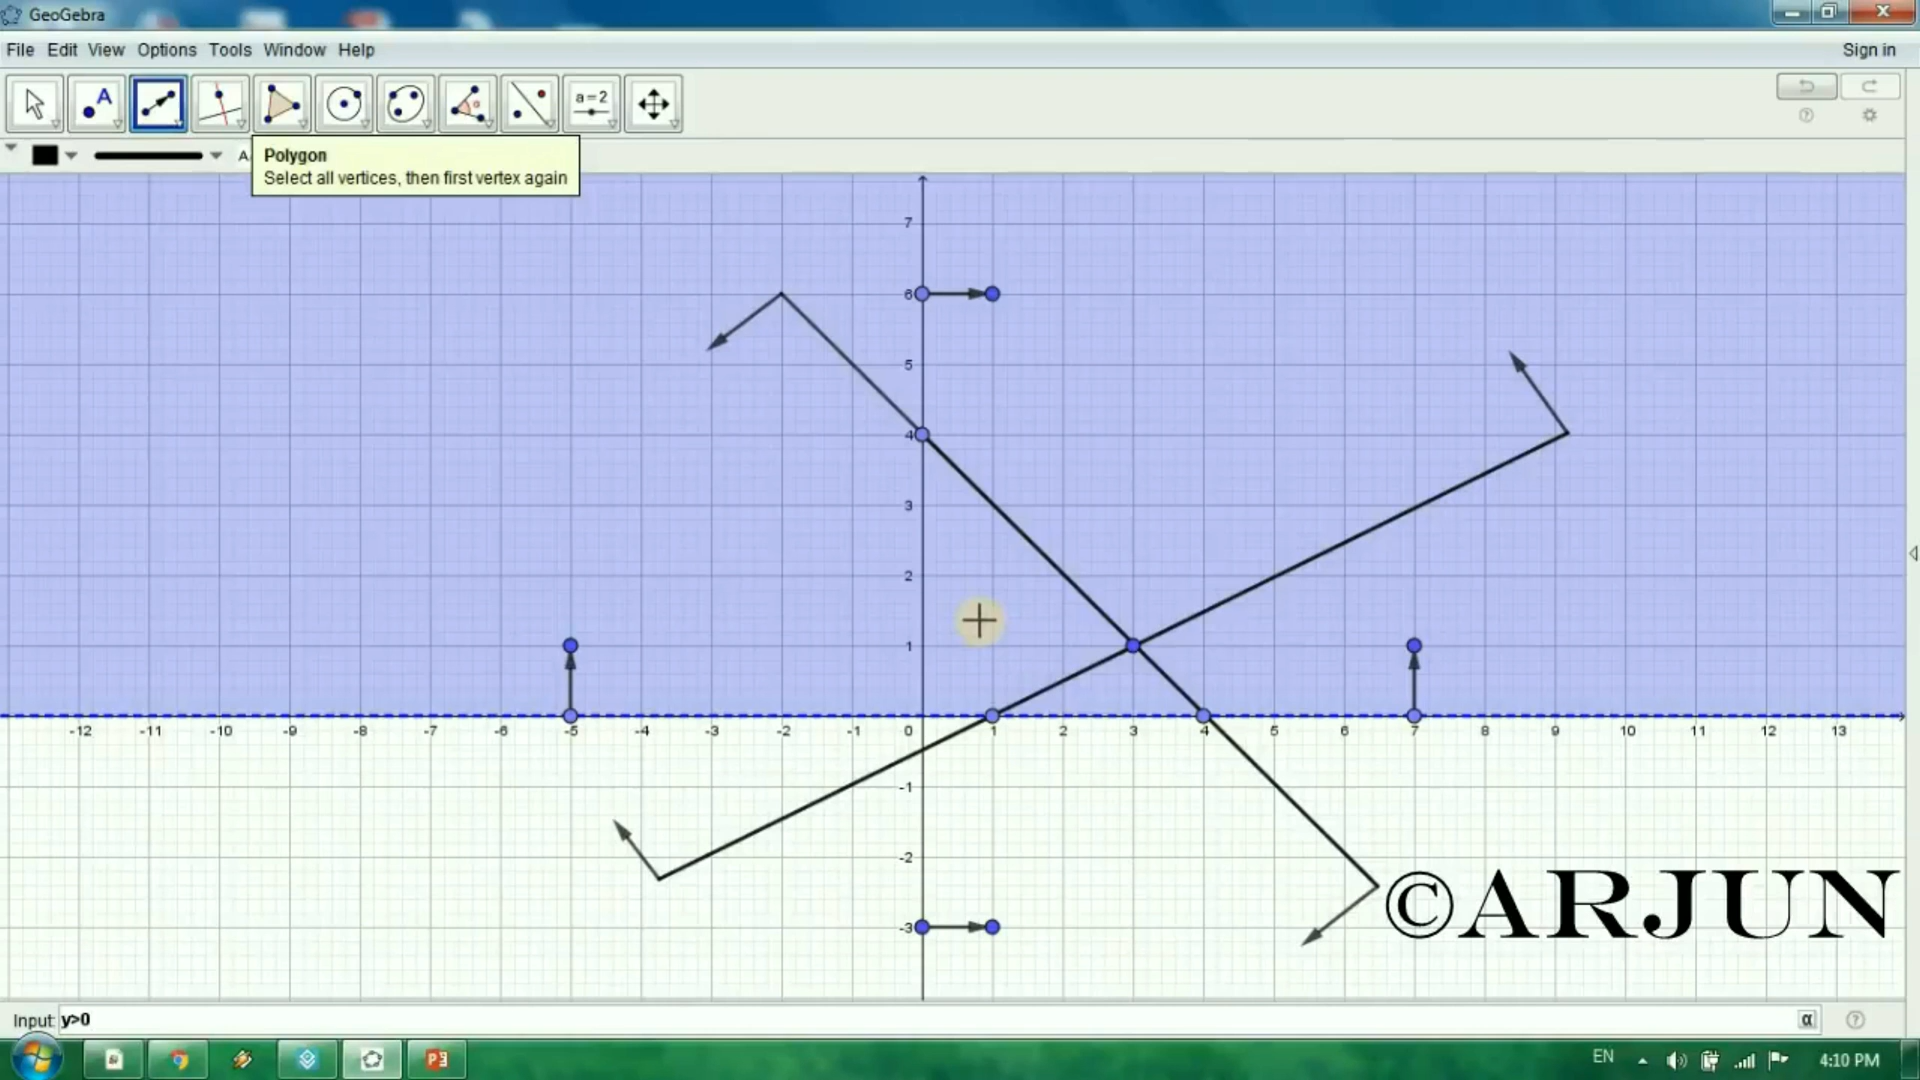 GeoGebra
File Edit View Options Tools Window Help
Sign in
A
a=2
A
Polygon
Select all vertices, then first vertex again
7
6
5
4
3
2
1
-12 -11 -10 -9 -8 -7 -6 -5 -4 -3 -2 -1 0 1 2 3 4 5 6 7 8 9 10 11 12 13
-1
-2
-3
©ARJUN
Input: y>0
α
EN
4:10 PM